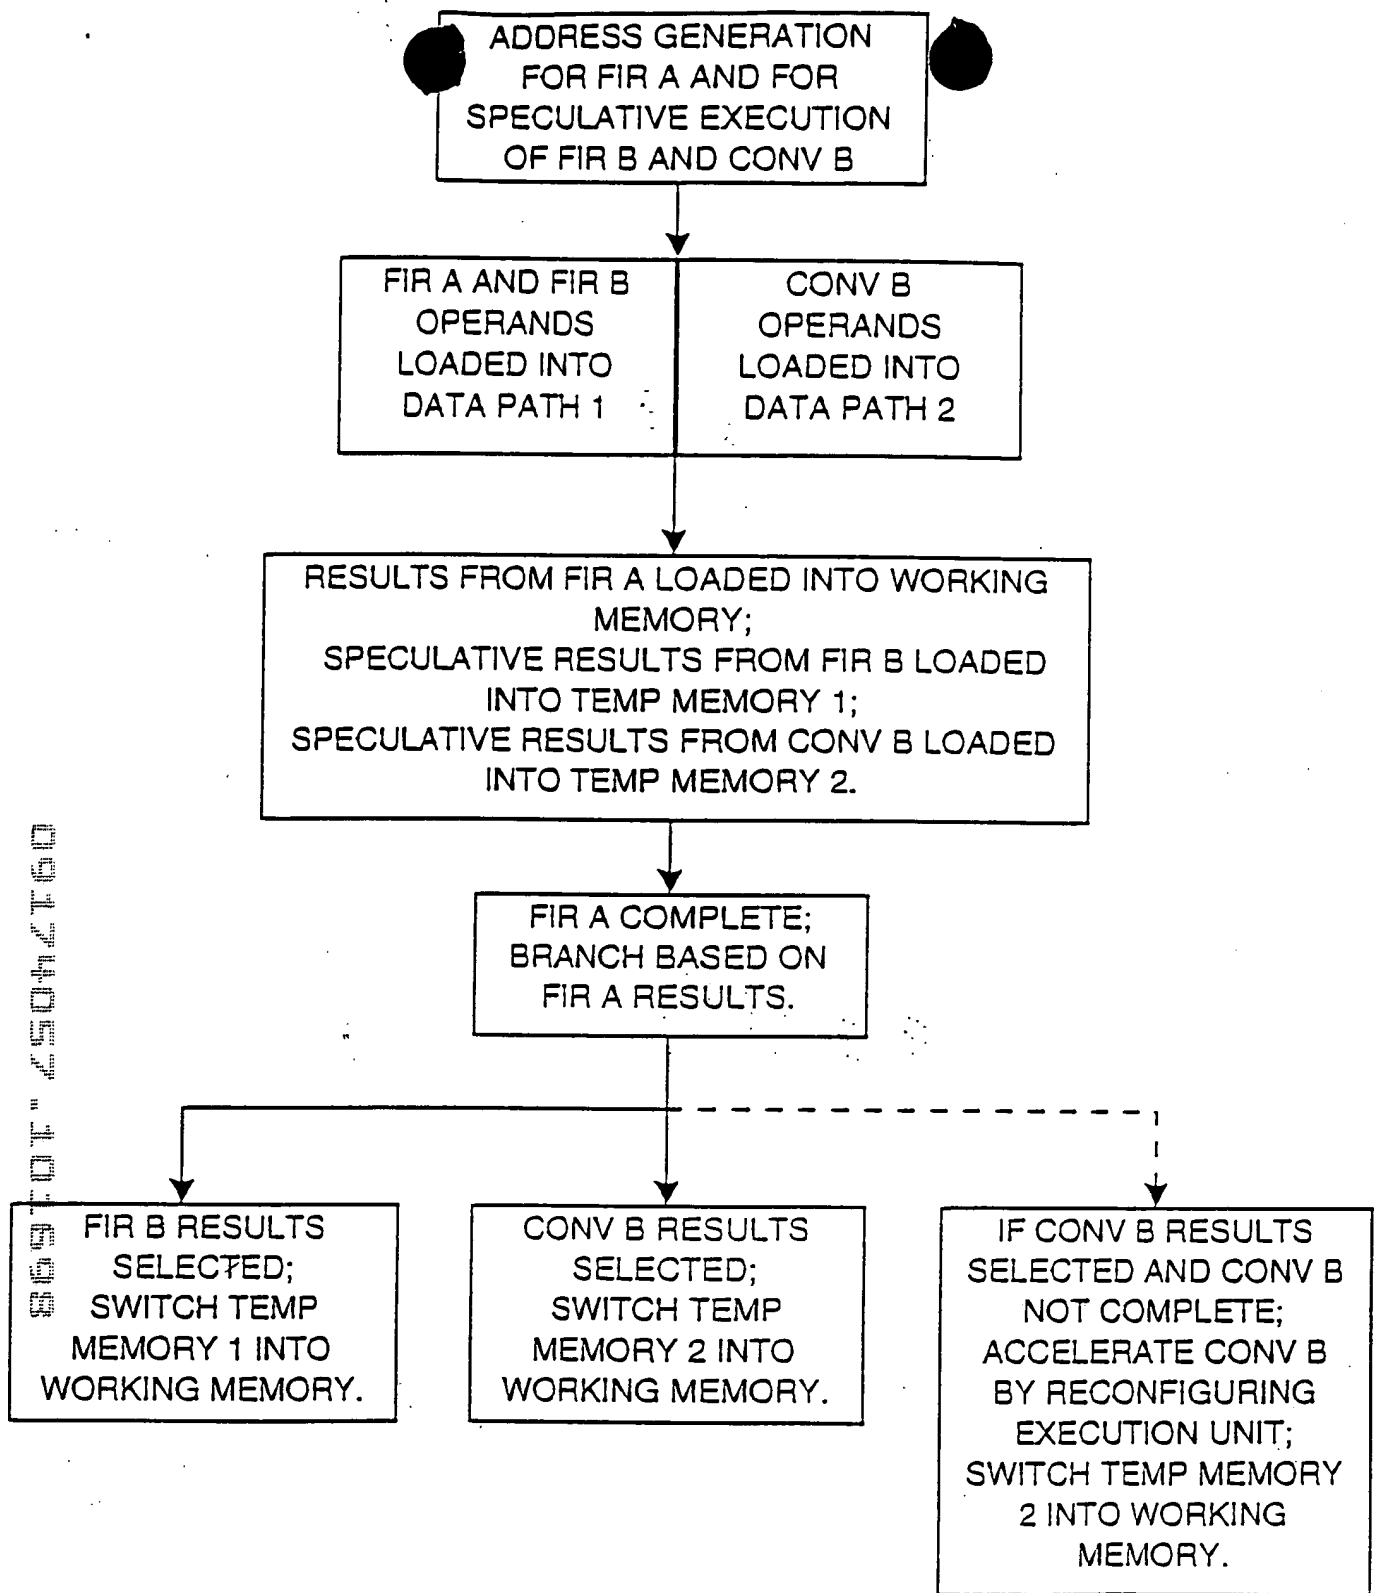 ADDRESS GENERATION
FOR FIR A AND FOR
SPECULATIVE EXECUTION
OF FIR B AND CONV B
FIR A AND FIR B
OPERANDS
LOADED INTO
DATA PATH 1
CONV B
OPERANDS
LOADED INTO
DATA PATH 2
RESULTS FROM FIR A LOADED INTO WORKING
MEMORY;
SPECULATIVE RESULTS FROM FIR B LOADED
INTO TEMP MEMORY 1;
SPECULATIVE RESULTS FROM CONV B LOADED
INTO TEMP MEMORY 2.
FIR A COMPLETE;
BRANCH BASED ON
FIR A RESULTS.
FIR B RESULTS
SELECTED;
SWITCH TEMP
MEMORY 1 INTO
WORKING MEMORY.
CONV B RESULTS
SELECTED;
SWITCH TEMP
MEMORY 2 INTO
WORKING MEMORY.
IF CONV B RESULTS
SELECTED AND CONV B
NOT COMPLETE;
ACCELERATE CONV B
BY RECONFIGURING
EXECUTION UNIT;
SWITCH TEMP MEMORY
2 INTO WORKING
MEMORY.
09174057.101698